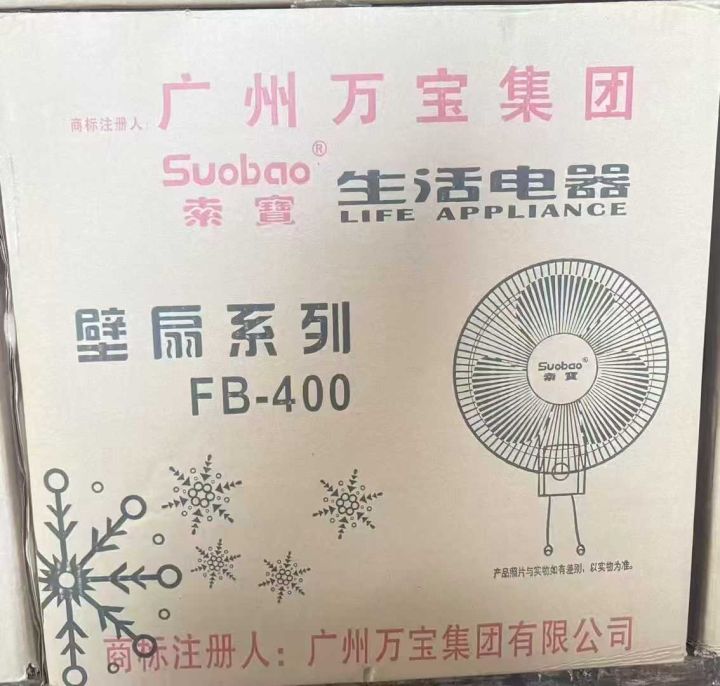 商标注册人: 广州万宝集团
Suobao®
索寳
生活电器
LIFE APPLIANCE
壁扇系列
FB-400
Suobao®
索寳
产品照片与实物如有差别，以实物为准。
商标注册人：广州万宝集团有限公司